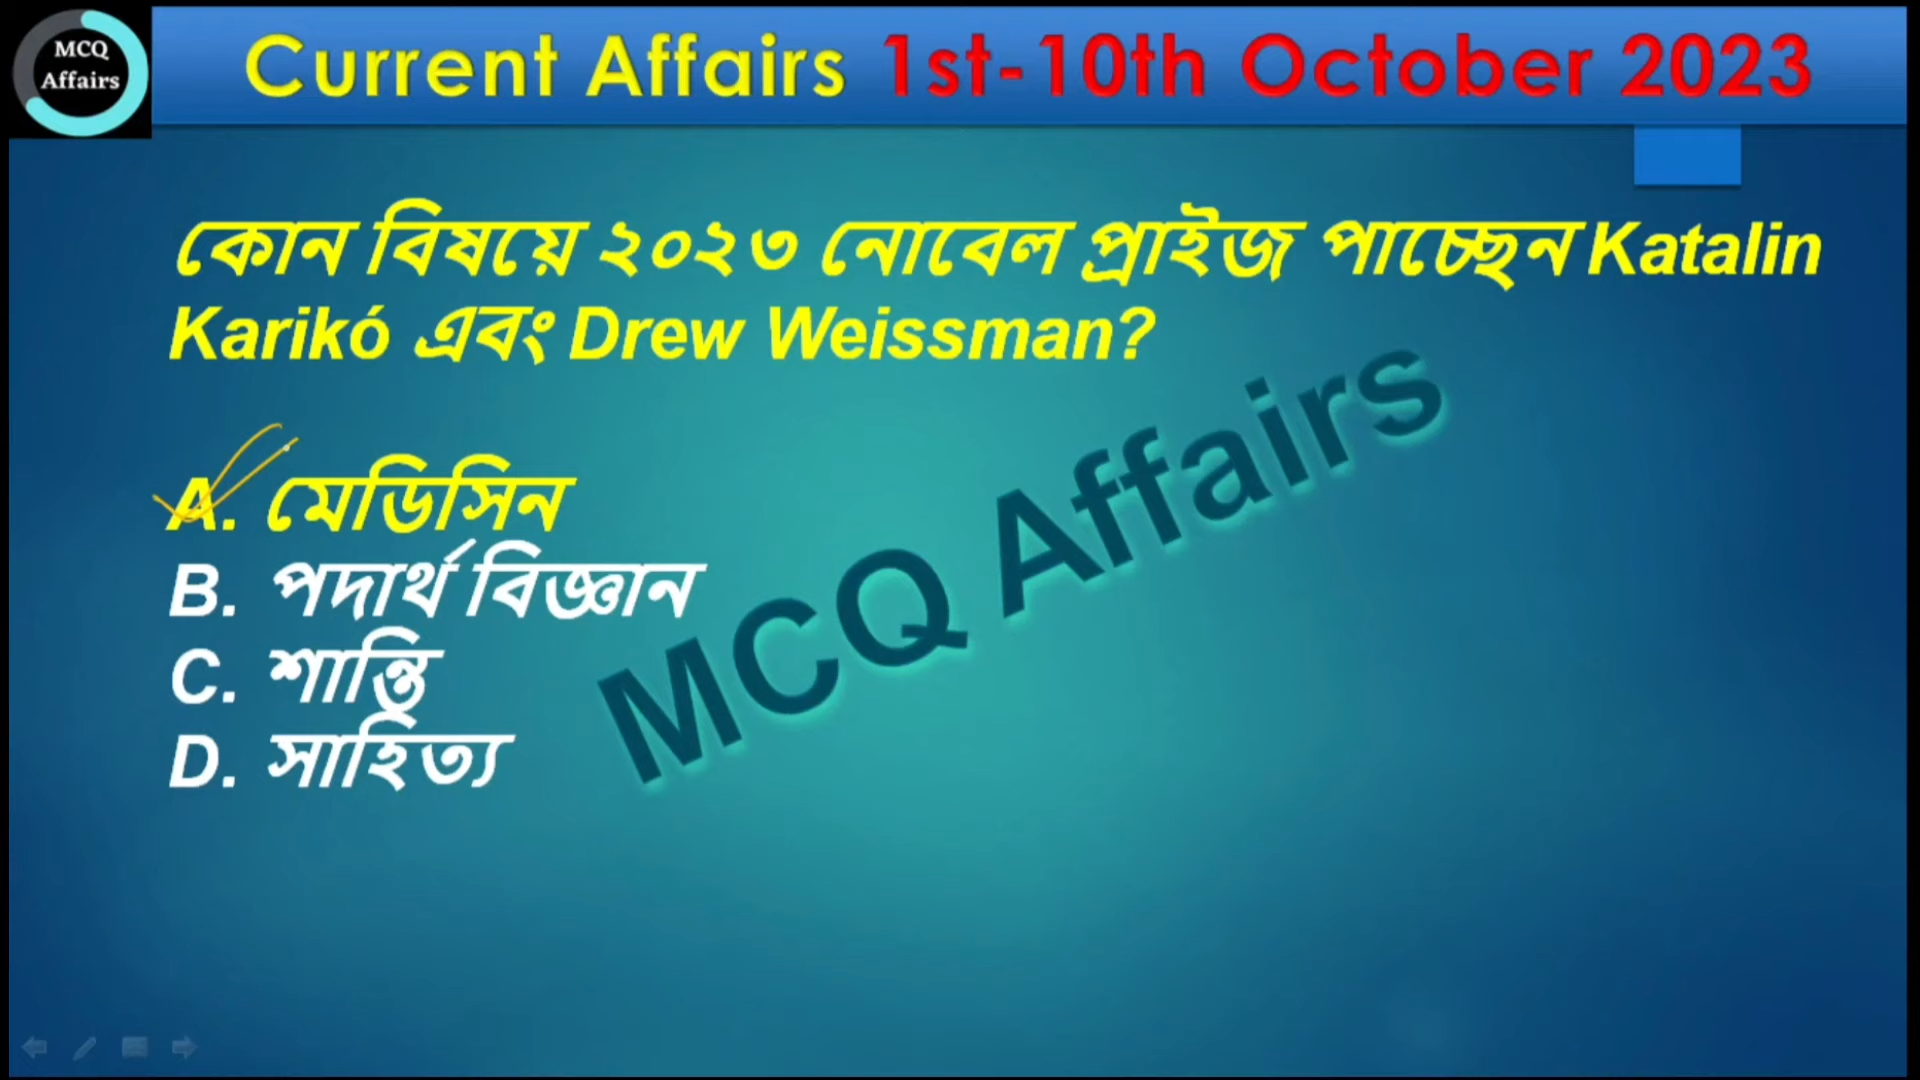 MCQ
Affairs
Current Affairs 1st-10th October 2023
কোন বিষয়ে ২০২৩ নোবেল প্রাইজ পাচ্ছেন Katalin
Karikó এবং Drew Weissman?
A. মেডিসিন
B. পদার্থ বিজ্ঞান
C. শান্তি
D. সাহিত্য
MCQ Affairs